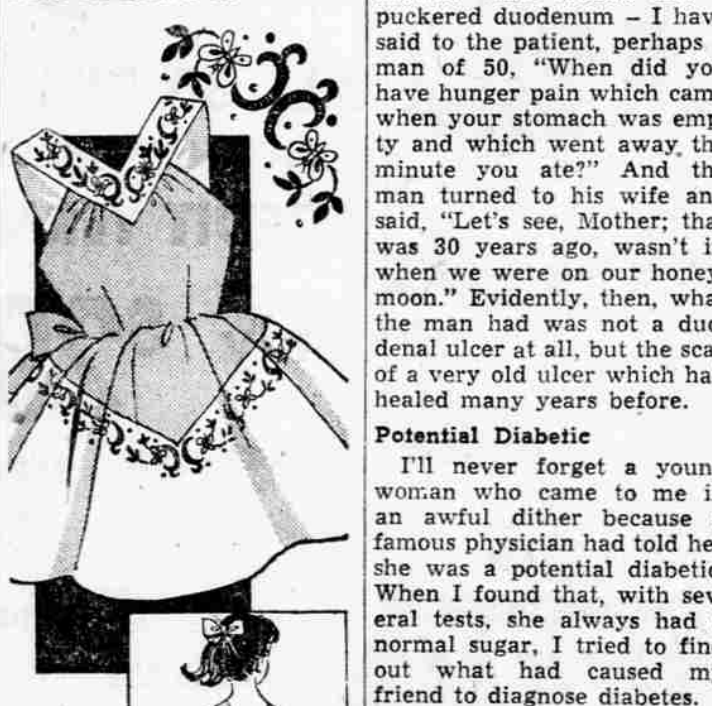 puckered duodenum – I hav
said to the patient, perhaps
man of 50, "When did yo
have hunger pain which cam
when your stomach was emp
ty and which went away th
minute you ate?" And th
man turned to his wife an
said, "Let's see, Mother; tha
was 30 years ago, wasn't i
when we were on our honey
moon." Evidently, then, wha
the man had was not a duo
denal ulcer at all, but the sca
of a very old ulcer which ha
healed many years before.
Potential Diabetic
I'll never forget a youn
woman who came to me i
an awful dither because
famous physician had told he
she was a potential diabetic
When I found that, with sev
eral tests, she always had
normal sugar, I tried to fin
out what had caused m
friend to diagnose diabetes.